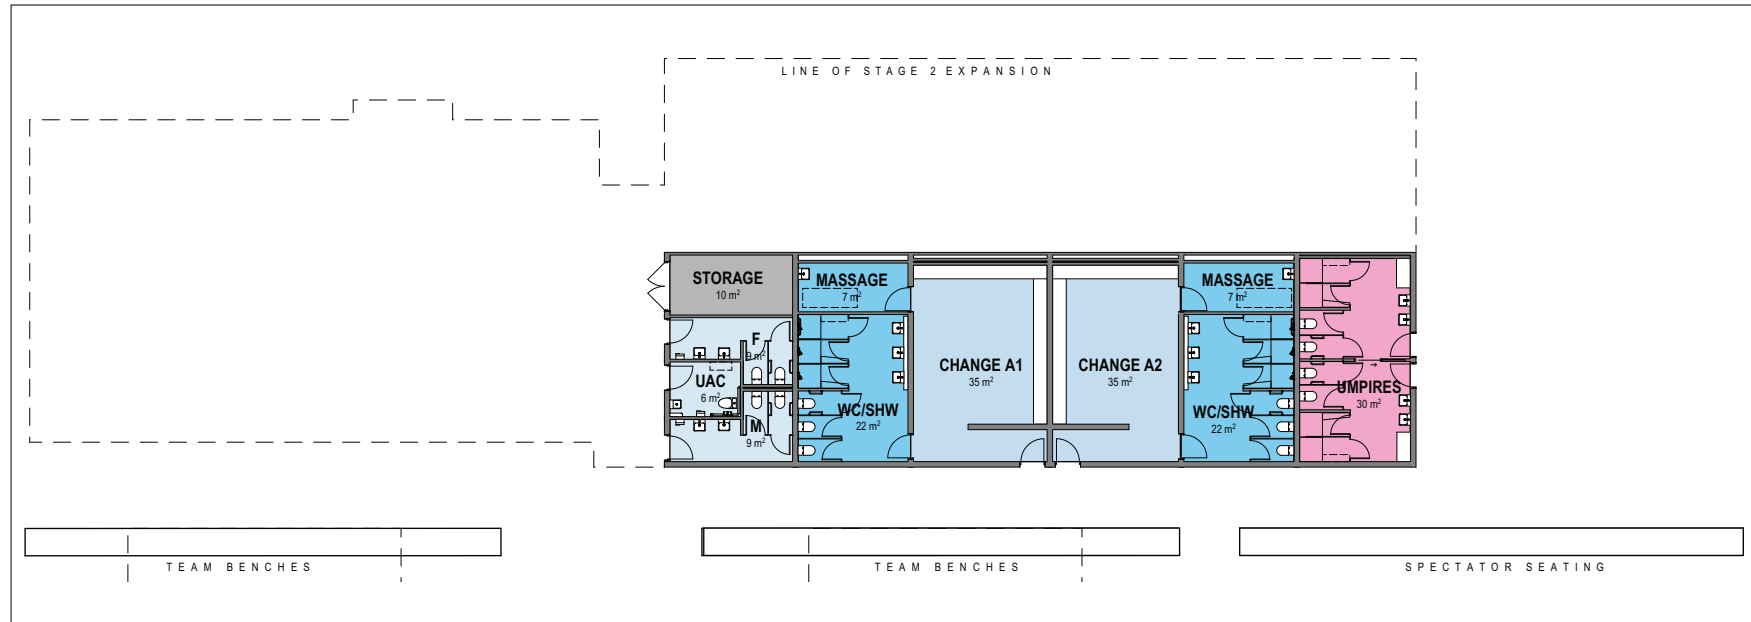 LINE OF STAGE 2 EXPANSION
STORAGE
10 m²
MASSAGE
7 m²
MASSAGE
7 m²
F
9 m²
UAC
6 m²
M
9 m²
WC/SHW
22 m²
CHANGE A1
35 m²
CHANGE A2
35 m²
WC/SHW
22 m²
UMPIRES
30 m²
TEAM BENCHES
TEAM BENCHES
SPECTATOR SEATING